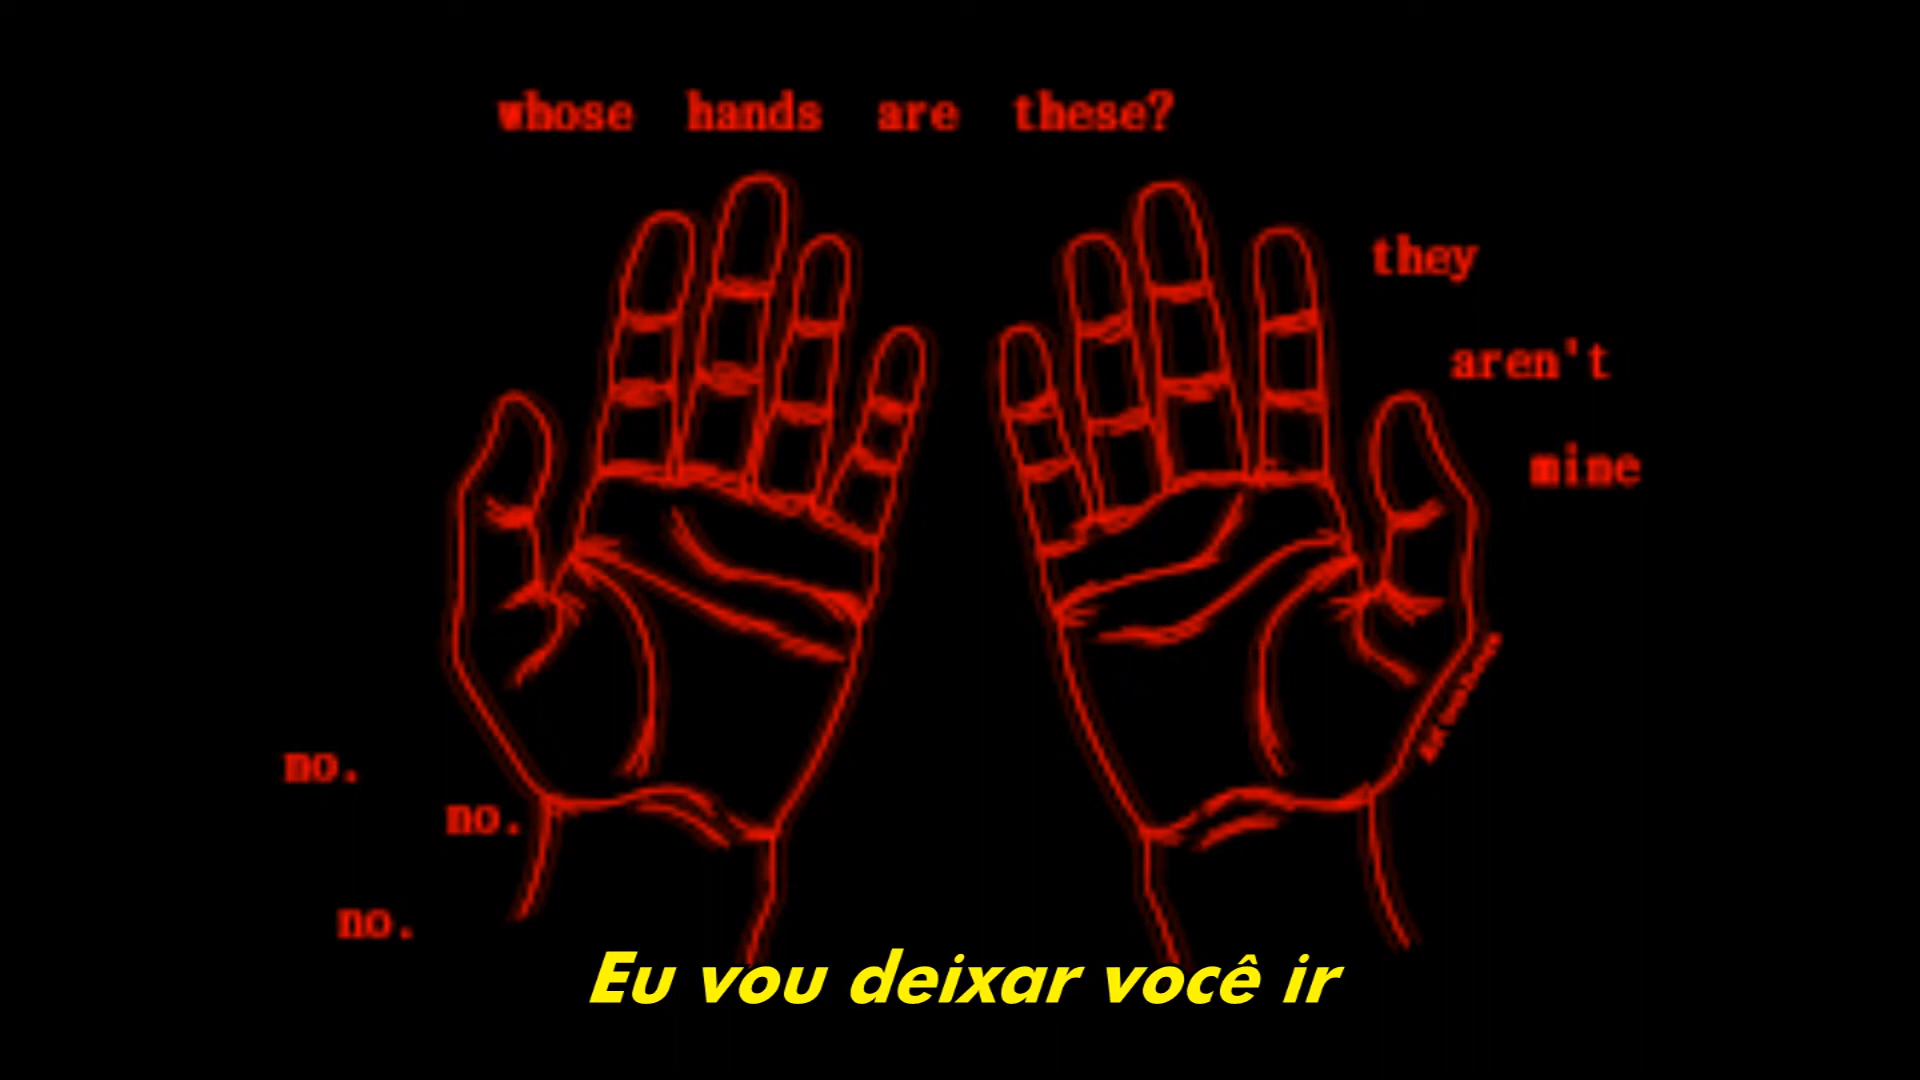 whose hands are these?
they
aren't
mine
no.
no.
no.
Eu vou deixar você ir